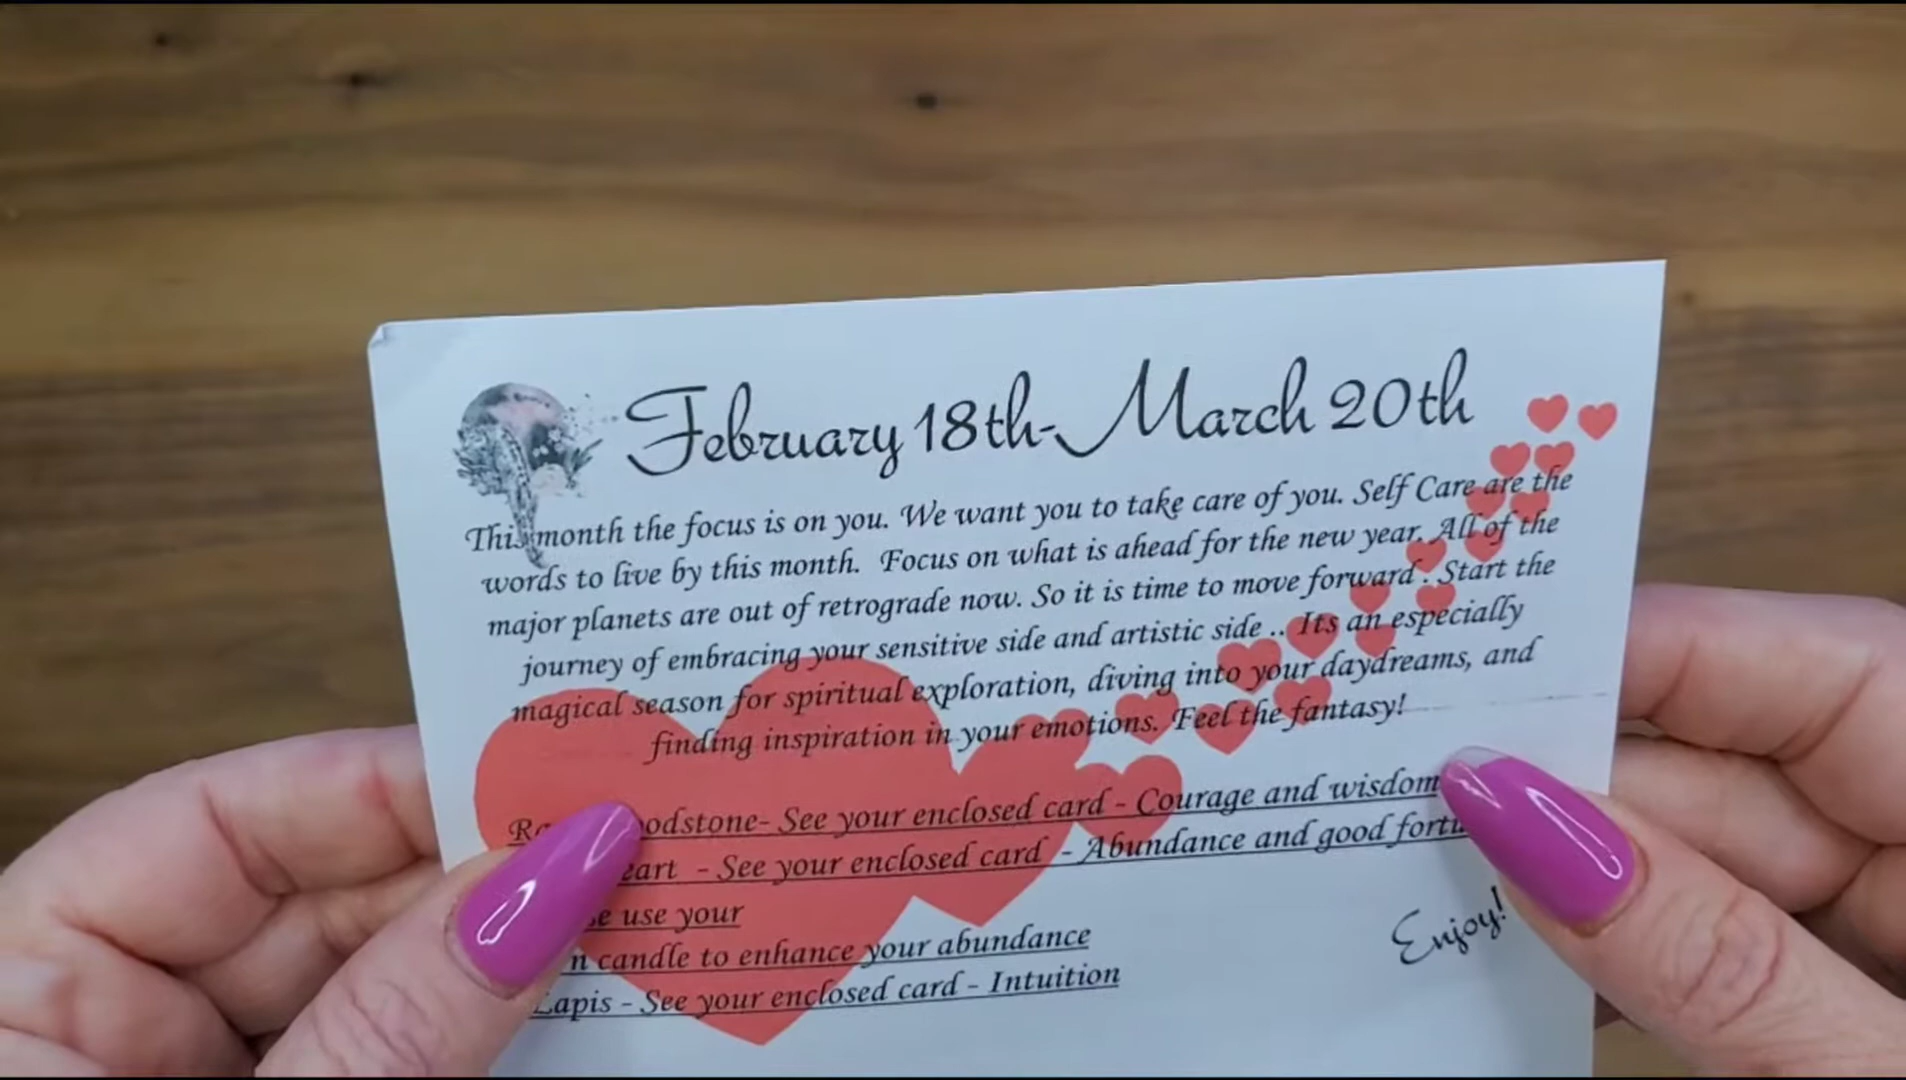 February 18th-March 20th
This month the focus is on you. We want you to take care of you. Self Care are the
words to live by this month. Focus on what is ahead for the new year. All of the
major planets are out of retrograde now. So it is time to move forward . Start the
journey of embracing your sensitive side and artistic side .. Its an especially
magical season for spiritual exploration, diving into your daydreams, and
finding inspiration in your emotions. Feel the fantasy!
- See your enclosed card - Courage and wisdom
- See your enclosed card - Abundance and good
use your
candle to enhance your abundance
Lapis - See your enclosed card - Intuition
Enjoy!